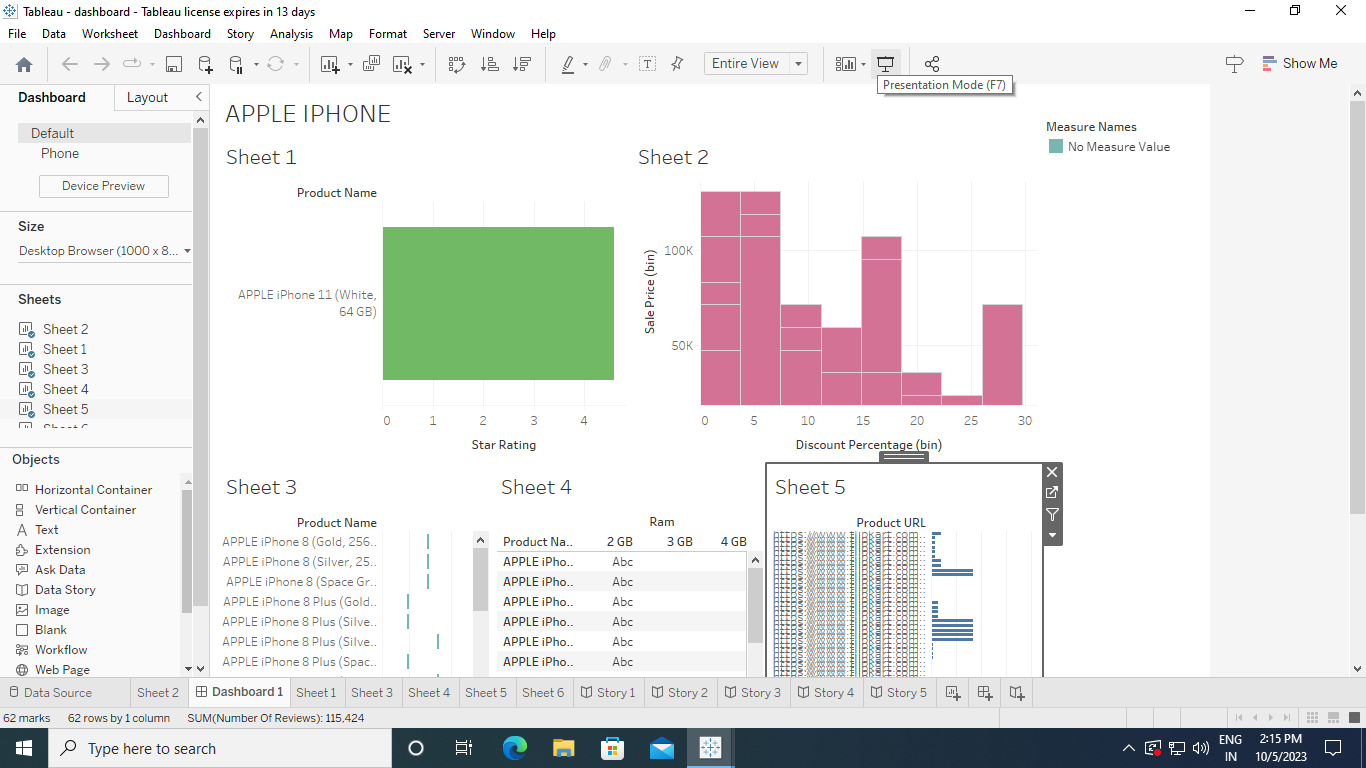 Tableau - dashboard - Tableau license expires in 13 days
File Data Worksheet Dashboard Story Analysis Map Format Server Window Help
Entire View
Show Me
Presentation Mode (F7)
Dashboard Layout
Default
Phone
Device Preview
Size
Desktop Browser (1000 x 8...
Sheets
Sheet 2
Sheet 1
Sheet 3
Sheet 4
Sheet 5
Objects
Horizontal Container
Vertical Container
Text
Extension
Ask Data
Data Story
Image
Blank
Workflow
Web Page
APPLE IPHONE
Measure Names
No Measure Value
Sheet 1
Product Name
APPLE iPhone 11 (White,
64 GB)
0 1 2 3 4
Star Rating
Sheet 2
Sale Price (bin)
100K
50K
0 5 10 15 20 25 30
Discount Percentage (bin)
Sheet 3
Product Name
APPLE iPhone 8 (Gold, 256..
APPLE iPhone 8 (Silver, 25..
APPLE iPhone 8 (Space Gr..
APPLE iPhone 8 Plus (Gold..
APPLE iPhone 8 Plus (Silve..
APPLE iPhone 8 Plus (Silve..
APPLE iPhone 8 Plus (Spac..
Sheet 4
Ram
Product Na.. 2 GB 3 GB 4 GB
APPLE iPho.. Abc
APPLE iPho.. Abc
APPLE iPho.. Abc
APPLE iPho.. Abc
APPLE iPho.. Abc
APPLE iPho.. Abc
Sheet 5
Product URL
Data Source Sheet 2 Dashboard 1 Sheet 1 Sheet 3 Sheet 4 Sheet 5 Sheet 6 Story 1 Story 2 Story 3 Story 4 Story 5
62 marks 62 rows by 1 column SUM(Number Of Reviews): 115.424
Type here to search
ENG
IN
2:15 PM
10/5/2023